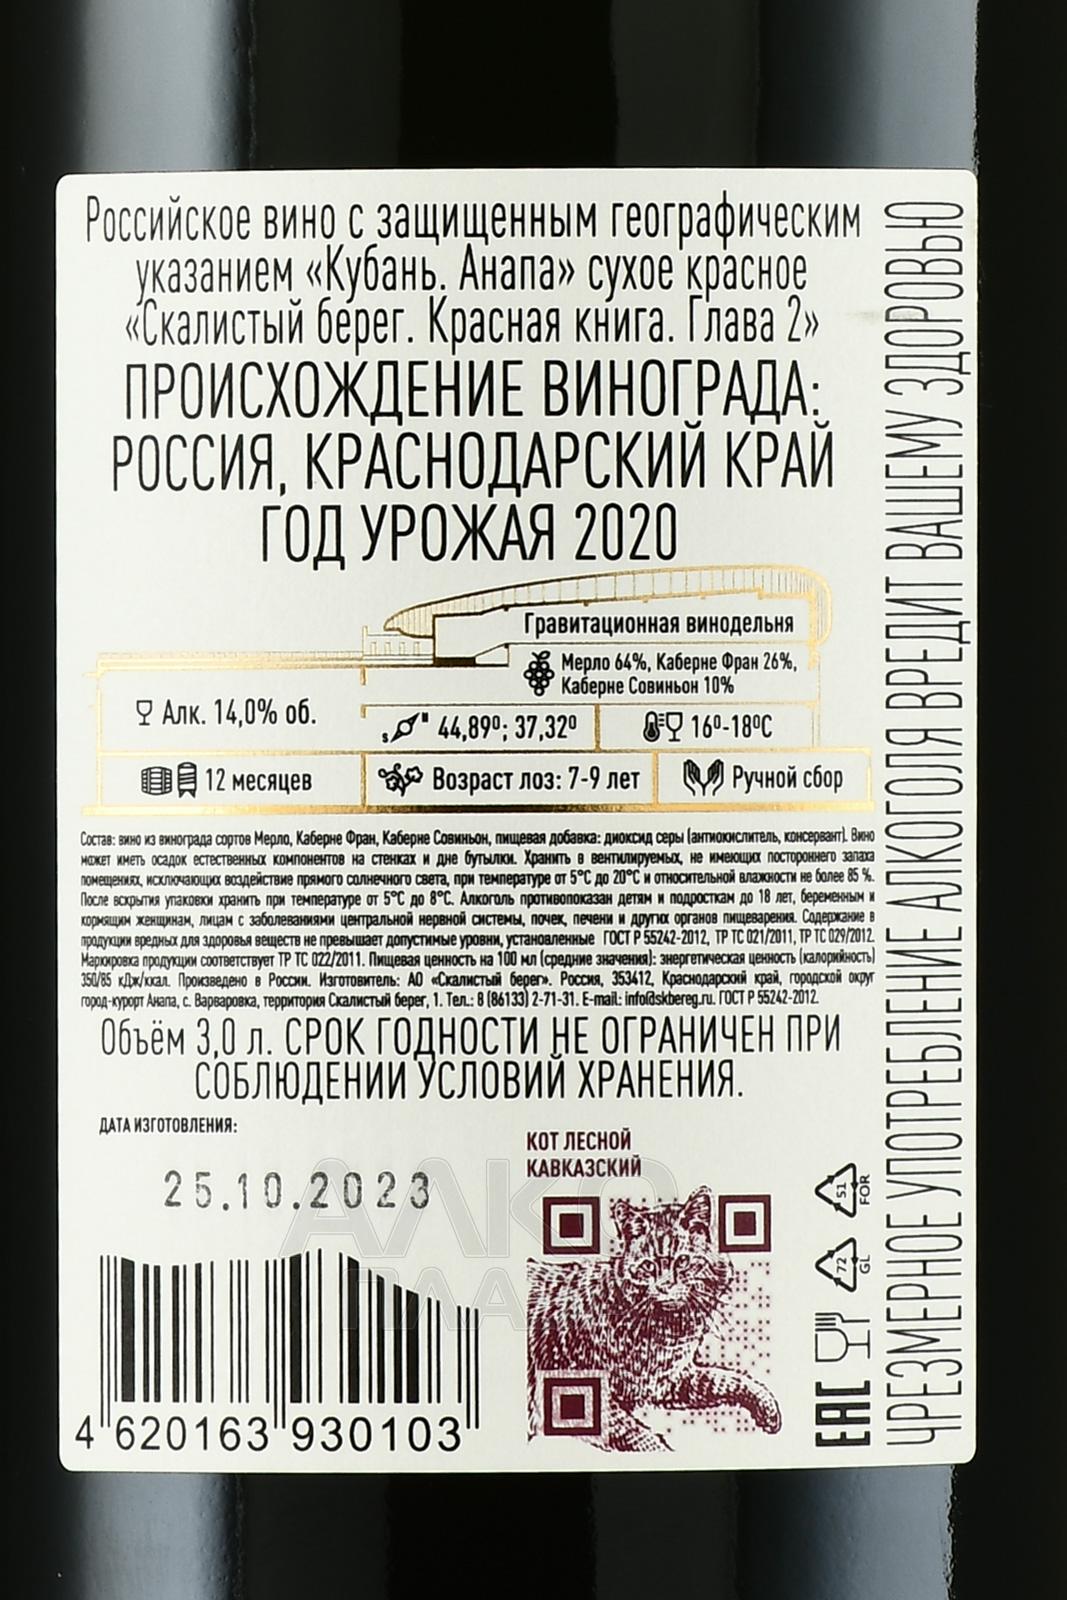 Российское вино с защищенным географическим
указанием «Кубань. Анапа» сухое красное
«Скалистый берег. Красная книга. Глава 2»
ПРОИСХОЖДЕНИЕ ВИНОГРАДА:
РОССИЯ, КРАСНОДАРСКИЙ КРАЙ
ГОД УРОЖАЯ 2020
Гравитационная винодельня
Мерло 64%, Каберне Фран 26%,
Каберне Совиньон 10%
Алк. 14,0% об.
S N 44,89⁰; 37,32⁰
16⁰-18⁰C
12 месяцев
Возраст лоз: 7-9 лет
Ручной сбор
Состав: вино из винограда сортов Мерло, Каберне Фран, Каберне Совиньон, пищевая добавка: диоксид серы (антиокислитель, консервант). Вино
может иметь осадок естественных компонентов на стенках и дне бутылки. Хранить в вентилируемых, не имеющих постороннего запаха
помещениях, исключающих воздействие прямого солнечного света, при температуре от 5°С до 20°С и относительной влажности не более 85 %.
После вскрытия упаковки хранить при температуре от 5°С до 8°С. Алкоголь противопоказан детям и подросткам до 18 лет, беременным и
кормящим женщинам, лицам с заболеваниями центральной нервной системы, почек, печени и других органов пищеварения. Содержание в
продукции вредных для здоровья веществ не превышает допустимые уровни, установленные ГОСТ Р 55242-2012, ТР ТС 021/2011, ТР ТС 029/2012.
Маркировка продукции соответствует ТР ТС 022/2011. Пищевая ценность на 100 мл (средние значения): энергетическая ценность (калорийность)
350/85 кДж/ккал. Произведено в России. Изготовитель: АО «Скалистый берег». Россия, 353412, Краснодарский край, городской округ
город-курорт Анапа, с. Варваровка, территория Скалистый берег, 1. Тел.: 8 (86133) 2-71-31. E-mail: info@skbereg.ru. ГОСТ Р 55242-2012.
Объём 3,0 л. СРОК ГОДНОСТИ НЕ ОГРАНИЧЕН ПРИ
СОБЛЮДЕНИИ УСЛОВИЙ ХРАНЕНИЯ.
ДАТА ИЗГОТОВЛЕНИЯ:
25.10.2023
КОТ ЛЕСНОЙ
КАВКАЗСКИЙ
АЛКО
ПЛАЗА
4 620163 930103
51
FOR
72
GL
EAC
ЧРЕЗМЕРНОЕ УПОТРЕБЛЕНИЕ АЛКОГОЛЯ ВРЕДИТ ВАШЕМУ ЗДОРОВЬЮ